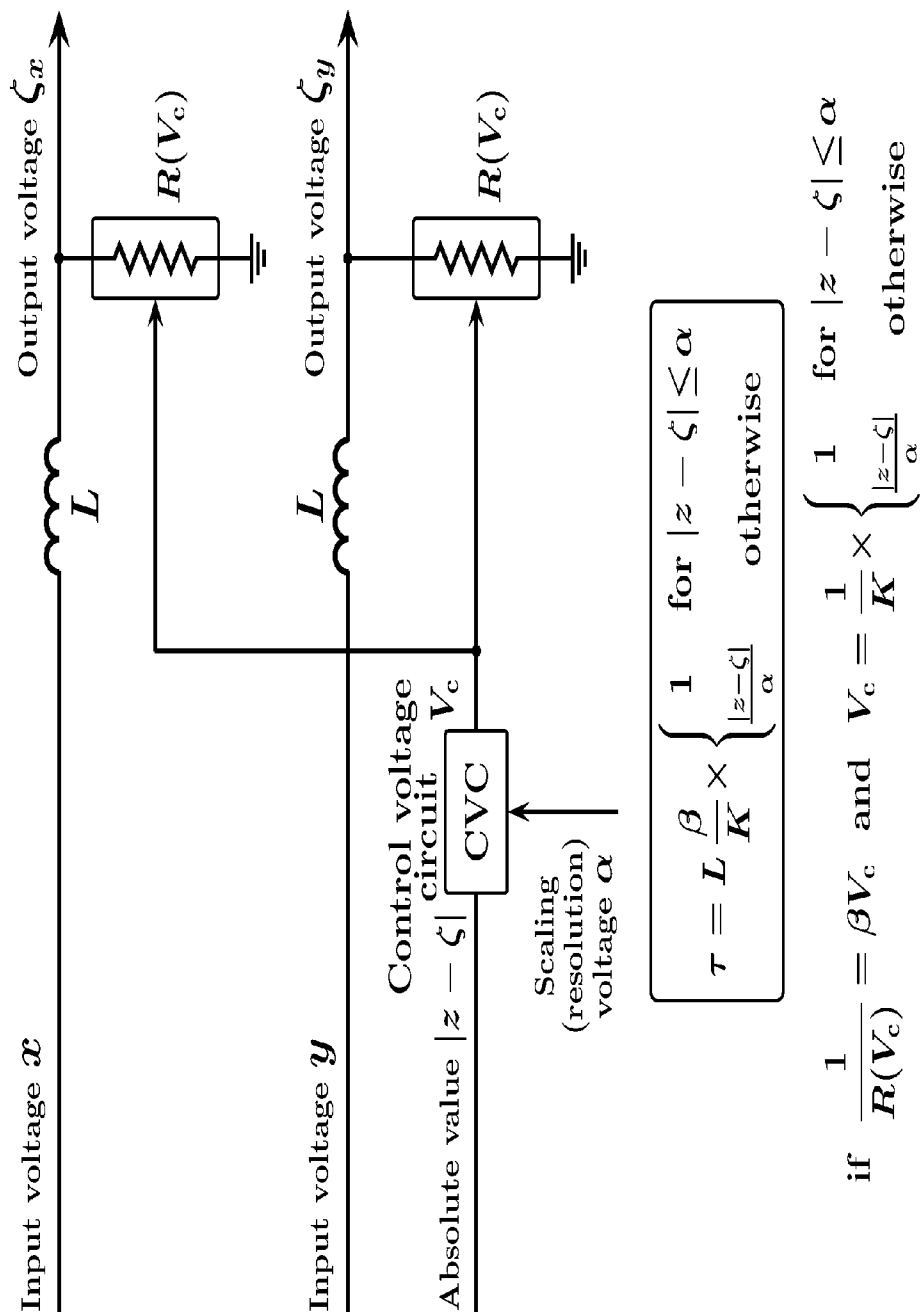 Input voltage x
L
Output voltage ζ_x
R(V_c)
Input voltage y
L
Output voltage ζ_y
R(V_c)
Absolute value |z − ζ|
Control voltage
circuit
CVC
V_c
Scaling
(resolution)
voltage α
τ = L β/K × { 1 for |z − ζ| ≤ α
|z−ζ|/α otherwise
if 1/R(V_c) = βV_c and V_c = 1/K × { 1 for |z − ζ| ≤ α
|z−ζ|/α otherwise